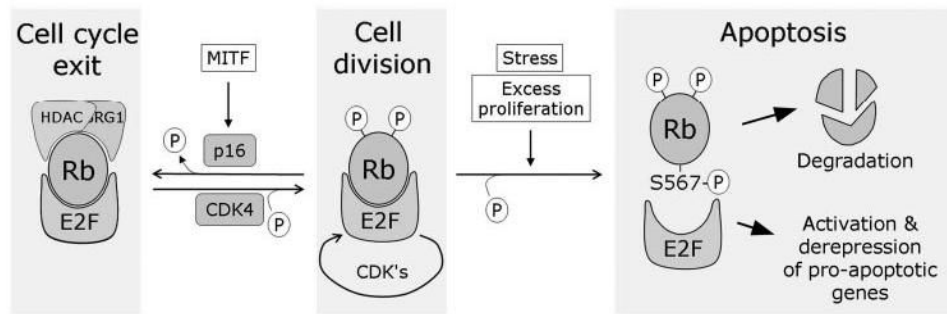 Cell cycle
exit
HDAC
Rb
E2F
MITF
P
p16
CDK4
P
Cell
division
P P
Rb
E2F
CDK's
Stress
Excess
proliferation
P
Apoptosis
P P
Rb
S567-P
E2F
Degradation
Activation &
derepression
of pro-apoptotic
genes